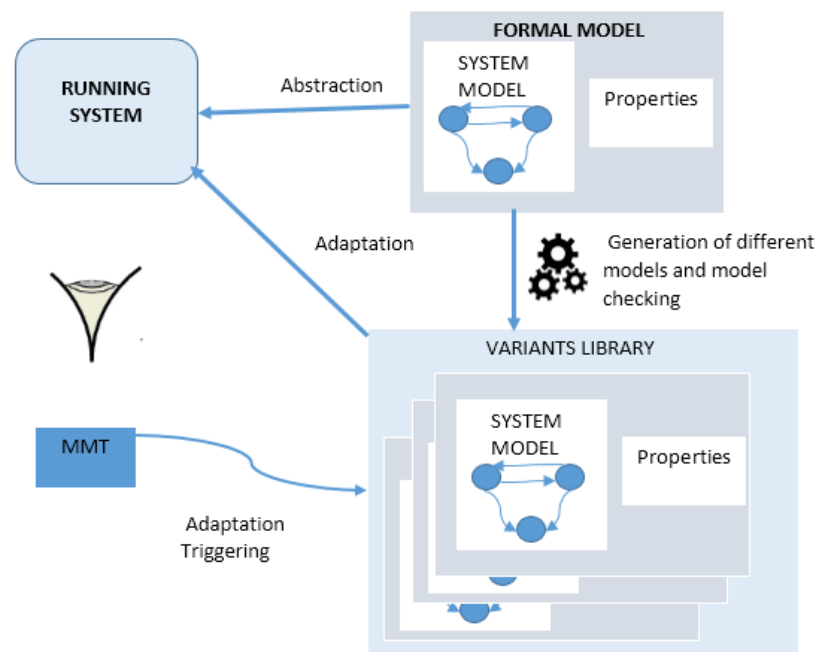 FORMAL MODEL
RUNNING
SYSTEM
Abstraction
SYSTEM
MODEL
Properties
Adaptation
Generation of different
models and model
checking
VARIANTS LIBRARY
SYSTEM
MODEL
Properties
MMT
Adaptation
Triggering